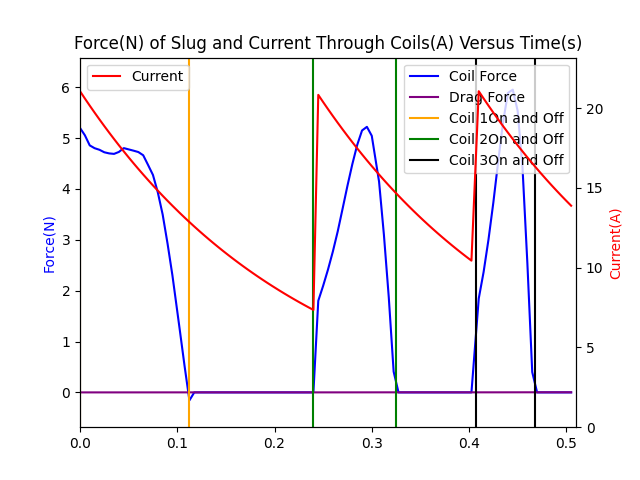 Force(N) of Slug and Current Through Coils(A) Versus Time(s)
Current
Coil Force
Drag Force
Coil 1On and Off
Coil 2On and Off
Coil 3On and Off
Force(N)
6
5
4
3
2
1
0
Current(A)
20
15
10
5
0
0.0 0.1 0.2 0.3 0.4 0.5